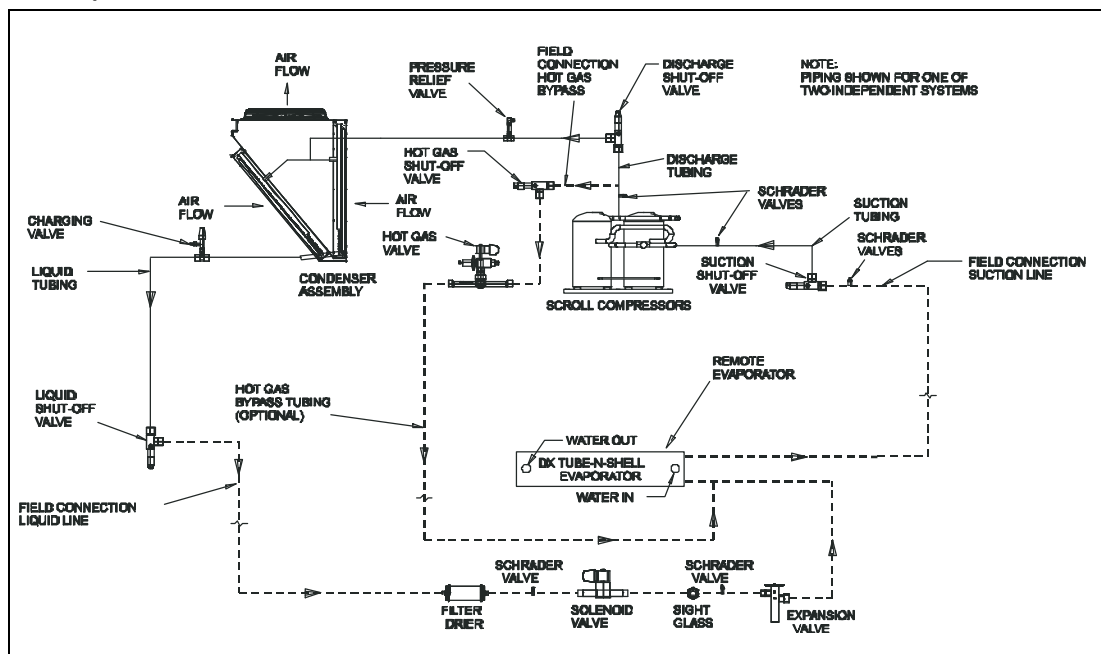 AIR
FLOW
PRESSURE
RELIEF
VALVE
FIELD
CONNECTION
HOT GAS
BYPASS
DISCHARGE
SHUT-OFF
VALVE
NOTE:
PIPING SHOWN FOR ONE OF
TWO INDEPENDENT SYSTEMS
HOT GAS
SHUT-OFF
VALVE
DISCHARGE
TUBING
SCHRADER
VALVES
AIR
FLOW
AIR
FLOW
CHARGING
VALVE
HOT GAS
VALVE
SUCTION
TUBING
SCHRADER
VALVES
LIQUID
TUBING
CONDENSER
ASSEMBLY
SUCTION
SHUT-OFF
VALVE
FIELD CONNECTION
SUCTION LINE
SCROLL COMPRESSORS
REMOTE
EVAPORATOR
LIQUID
SHUT-OFF
VALVE
HOT GAS
BYPASS TUBING
(OPTIONAL)
WATER OUT
DX TUBE-N-SHELL
EVAPORATOR
WATER IN
FIELD CONNECTION
LIQUID LINE
SCHRADER
VALVE
SCHRADER
VALVE
FILTER
DRIER
SOLENOID
VALVE
SIGHT
GLASS
EXPANSION
VALVE